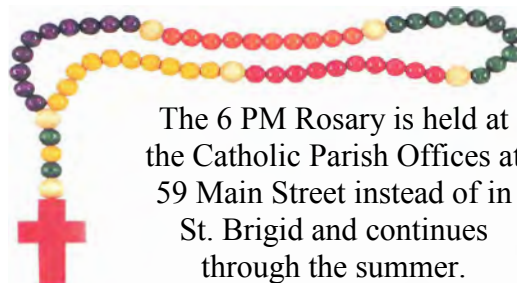 The 6 PM Rosary is held at
the Catholic Parish Offices at
59 Main Street instead of in
St. Brigid and continues
through the summer.